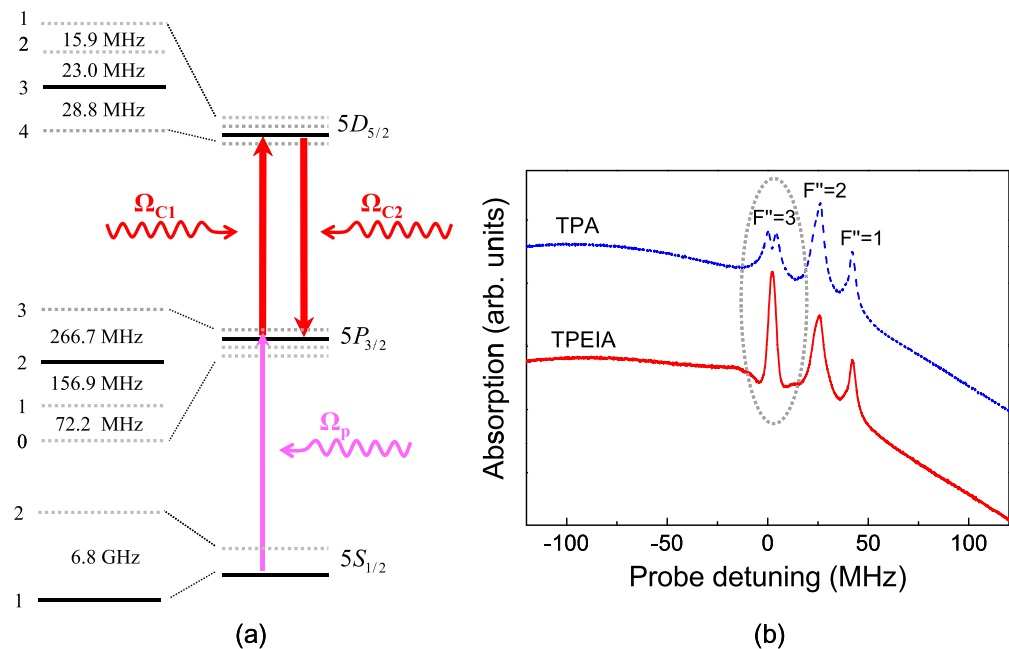 1
15.9 MHz
2
23.0 MHz
3
28.8 MHz
4
5D5/2
ΩC1
ΩC2
3
266.7 MHz
5P3/2
2
156.9 MHz
1
72.2 MHz
0
Ωp
2
6.8 GHz
5S1/2
1
(a)
Absorption (arb. units)
TPA
F"=3
F"=2
F"=1
TPEIA
-100 -50 0 50 100
Probe detuning (MHz)
(b)